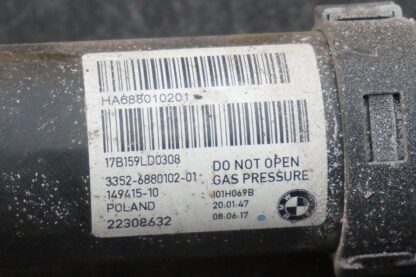 HA688010201
17B159LD0308
3352-6880102-01
149415-10
POLAND
22308632
DO NOT OPEN
GAS PRESSURE
I01H069B
20:01:47
08.06.17